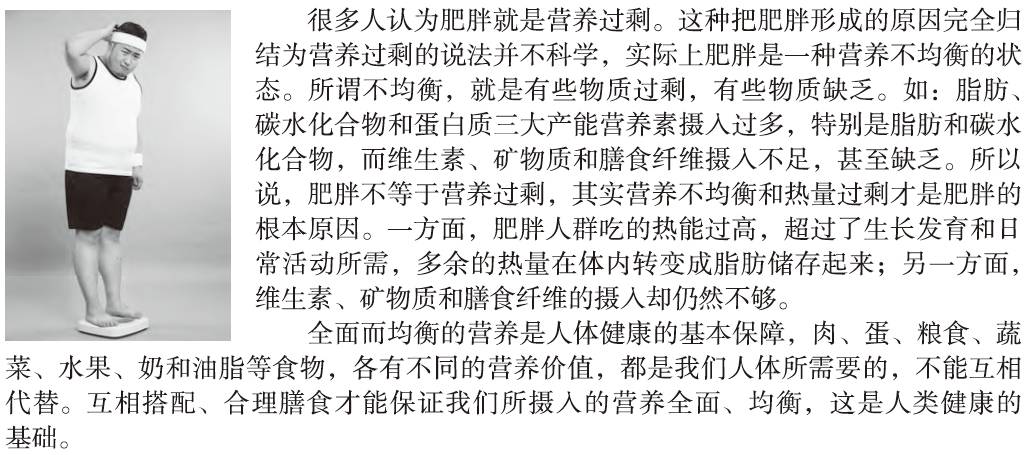 很多人认为肥胖就是营养过剩。这种把肥胖形成的原因完全归
结为营养过剩的说法并不科学，实际上肥胖是一种营养不均衡的状
态。所谓不均衡，就是有些物质过剩，有些物质缺乏。如：脂肪、
碳水化合物和蛋白质三大产能营养素摄入过多，特别是脂肪和碳水
化合物，而维生素、矿物质和膳食纤维摄入不足，甚至缺乏。所以
说，肥胖不等于营养过剩，其实营养不均衡和热量过剩才是肥胖的
根本原因。一方面，肥胖人群吃的热能过高，超过了生长发育和日
常活动所需，多余的热量在体内转变成脂肪储存起来；另一方面，
维生素、矿物质和膳食纤维的摄入却仍然不够。
全面而均衡的营养是人体健康的基本保障，肉、蛋、粮食、蔬
菜、水果、奶和油脂等食物，各有不同的营养价值，都是我们人体所需要的，不能互相
代替。互相搭配、合理膳食才能保证我们所摄入的营养全面、均衡，这是人类健康的
基础。